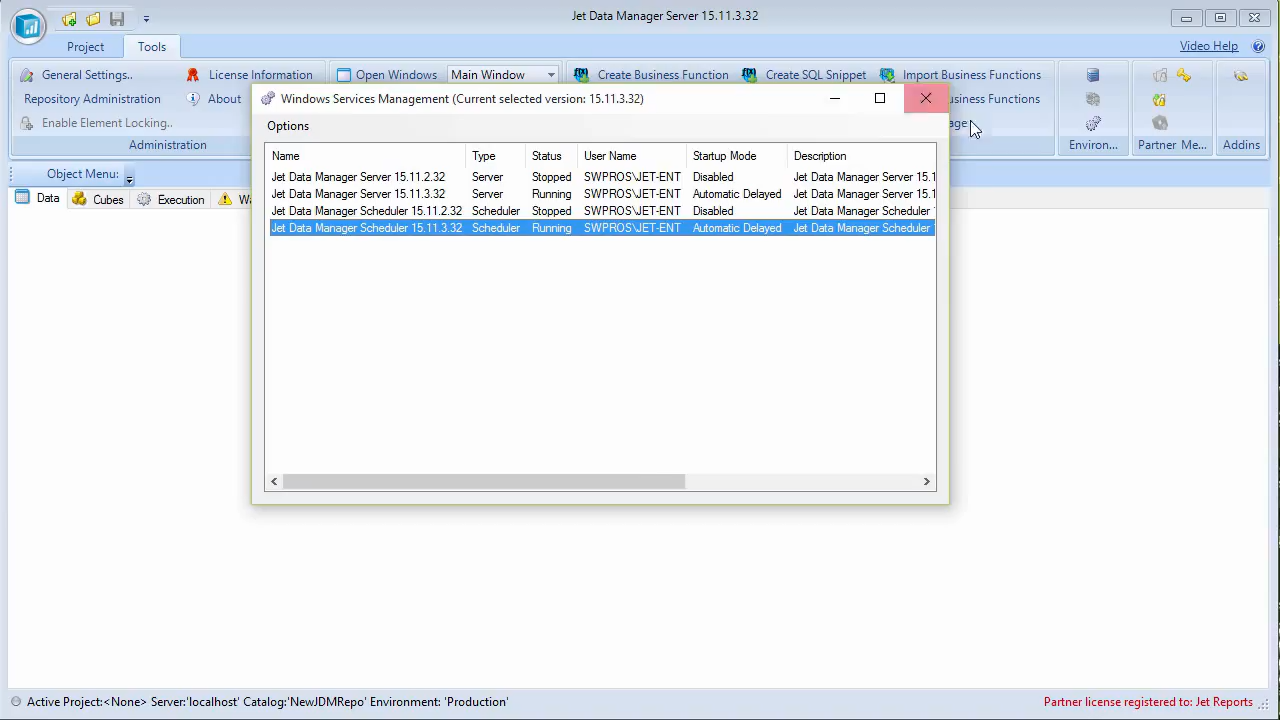 Jet Data Manager Server 15.11.3.32
Project Tools Video Help
General Settings.. License Information Open Windows Main Window Create Business Function Create SQL Snippet Import Business Functions
Repository Administration About usiness Functions
Enable Element Locking..
Administration Environ... Partner Me... Addins
Object Menu:
Data Cubes Execution
Windows Services Management (Current selected version: 15.11.3.32)
Options
Name Type Status User Name Startup Mode Description
Jet Data Manager Server 15.11.2.32 Server Stopped SWPROS\JET-ENT Disabled Jet Data Manager Server 15.1
Jet Data Manager Server 15.11.3.32 Server Running SWPROS\JET-ENT Automatic Delayed Jet Data Manager Server 15.1
Jet Data Manager Scheduler 15.11.2.32 Scheduler Stopped SWPROS\JET-ENT Disabled Jet Data Manager Scheduler
Jet Data Manager Scheduler 15.11.3.32 Scheduler Running SWPROS\JET-ENT Automatic Delayed Jet Data Manager Scheduler
Active Project:<None> Server:'localhost' Catalog:'NewJDMRepo' Environment: 'Production' Partner license registered to: Jet Reports